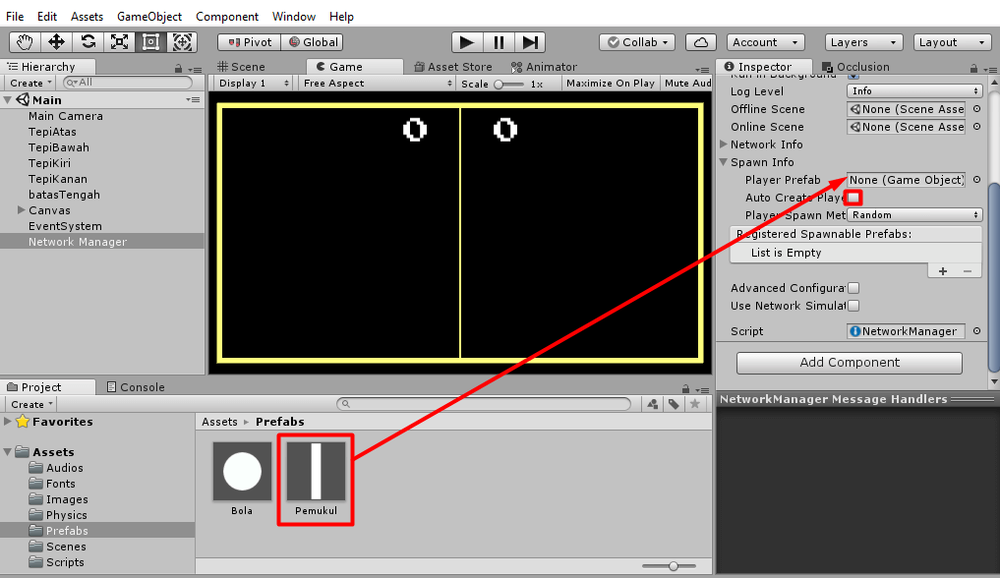 File Edit Assets GameObject Component Window Help
Pivot Global Collab Account Layers Layout
Hierarchy
Create All
Main
Main Camera
TepiAtas
TepiBawah
TepiKiri
TepiKanan
batasTengah
Canvas
EventSystem
Network Manager
Scene Game Asset Store Animator
Display 1 Free Aspect Scale 1x Maximize On Play Mute Aud
0 0
Inspector Occlusion
Run in Background
Log Level Info
Offline Scene None (Scene Asse
Online Scene None (Scene Asse
Network Info
Spawn Info
Player Prefab None (Game Object)
Auto Create Playe
Player Spawn Met Random
Registered Spawnable Prefabs:
List is Empty
+ −
Advanced Configurat
Use Network Simulat
Script NetworkManager
Add Component
NetworkManager Message Handlers
Project Console
Create
Favorites
Assets
Audios
Fonts
Images
Physics
Prefabs
Scenes
Scripts
Assets Prefabs
Bola Pemukul